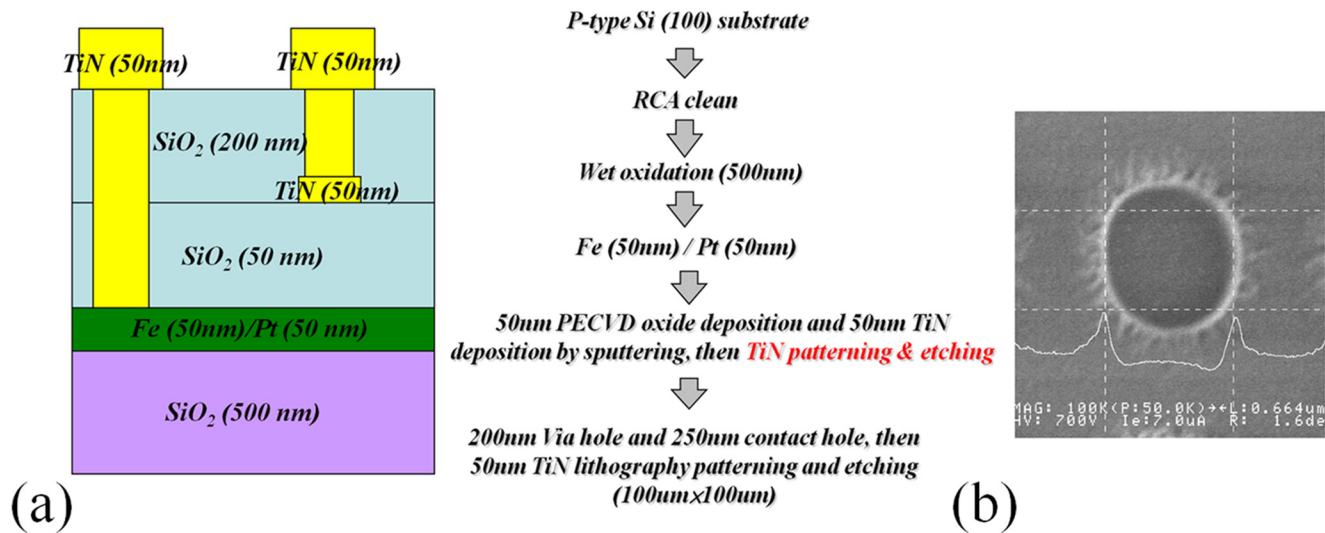 TiN (50nm)
TiN (50nm)
SiO2 (200 nm)
TiN (50nm)
SiO2 (50 nm)
Fe (50nm)/Pt (50 nm)
SiO2 (500 nm)
(a)
P-type Si (100) substrate
RCA clean
Wet oxidation (500nm)
Fe (50nm) / Pt (50nm)
50nm PECVD oxide deposition and 50nm TiN
deposition by sputtering, then TiN patterning & etching
200nm Via hole and 250nm contact hole, then
50nm TiN lithography patterning and etching
(100umx100um)
MAG: 100K(P:50.0K)→←L:0.664um
HV: 700V Ie:7.0uA R: 1.6de
(b)